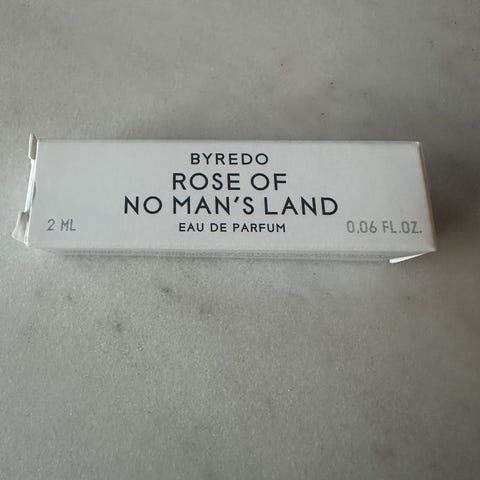 BYREDO
ROSE OF
NO MAN'S LAND
2 ML EAU DE PARFUM 0.06 FL.OZ.